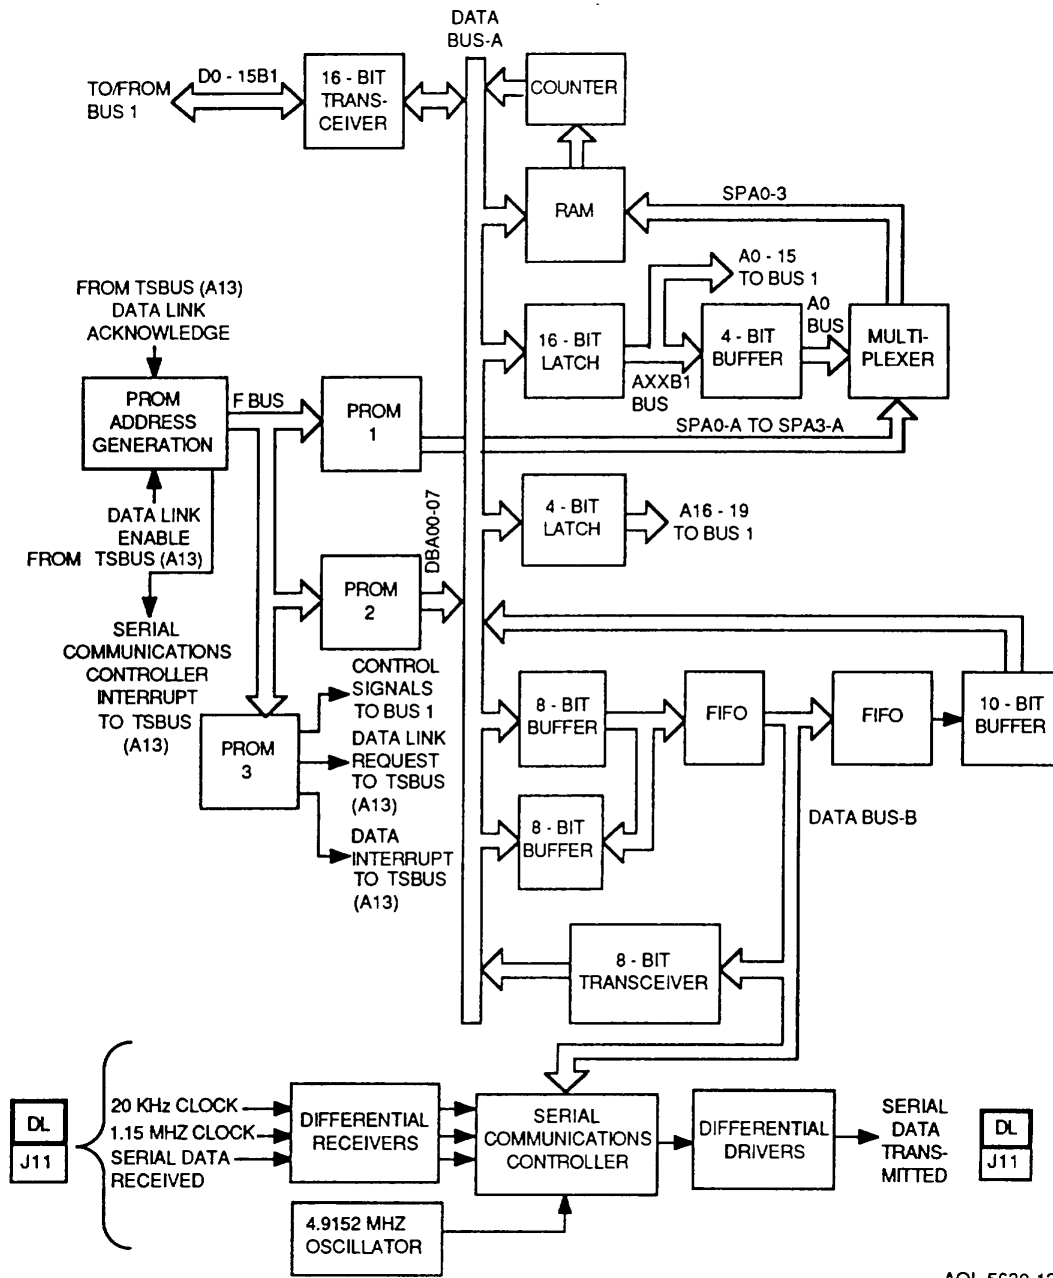 DATA
BUS-A
TO/FROM
BUS 1
D0 - 15B1
16 - BIT
TRANS-
CEIVER
COUNTER
RAM
SPA0-3
A0 - 15
TO BUS 1
FROM TSBUS (A13)
DATA LINK
ACKNOWLEDGE
16 - BIT
LATCH
AXXB1
BUS
4 - BIT
BUFFER
A0
BUS
MULTI-
PLEXER
PROM
ADDRESS
GENERATION
F BUS
PROM
1
SPA0-A TO SPA3-A
DATA LINK
ENABLE
FROM TSBUS (A13)
DBA00-07
4 - BIT
LATCH
A16 - 19
TO BUS 1
PROM
2
SERIAL
COMMUNICATIONS
CONTROLLER
INTERRUPT
TO TSBUS
(A13)
PROM
3
CONTROL
SIGNALS
TO BUS 1
DATA LINK
REQUEST
TO TSBUS
(A13)
DATA
INTERRUPT
TO TSBUS
(A13)
8 - BIT
BUFFER
FIFO
FIFO
10 - BIT
BUFFER
8 - BIT
BUFFER
DATA BUS-B
8 - BIT
TRANSCEIVER
DL
J11
20 KHz CLOCK
1.15 MHZ CLOCK
SERIAL DATA
RECEIVED
DIFFERENTIAL
RECEIVERS
SERIAL
COMMUNICATIONS
CONTROLLER
DIFFERENTIAL
DRIVERS
SERIAL
DATA
TRANS-
MITTED
DL
J11
4.9152 MHZ
OSCILLATOR